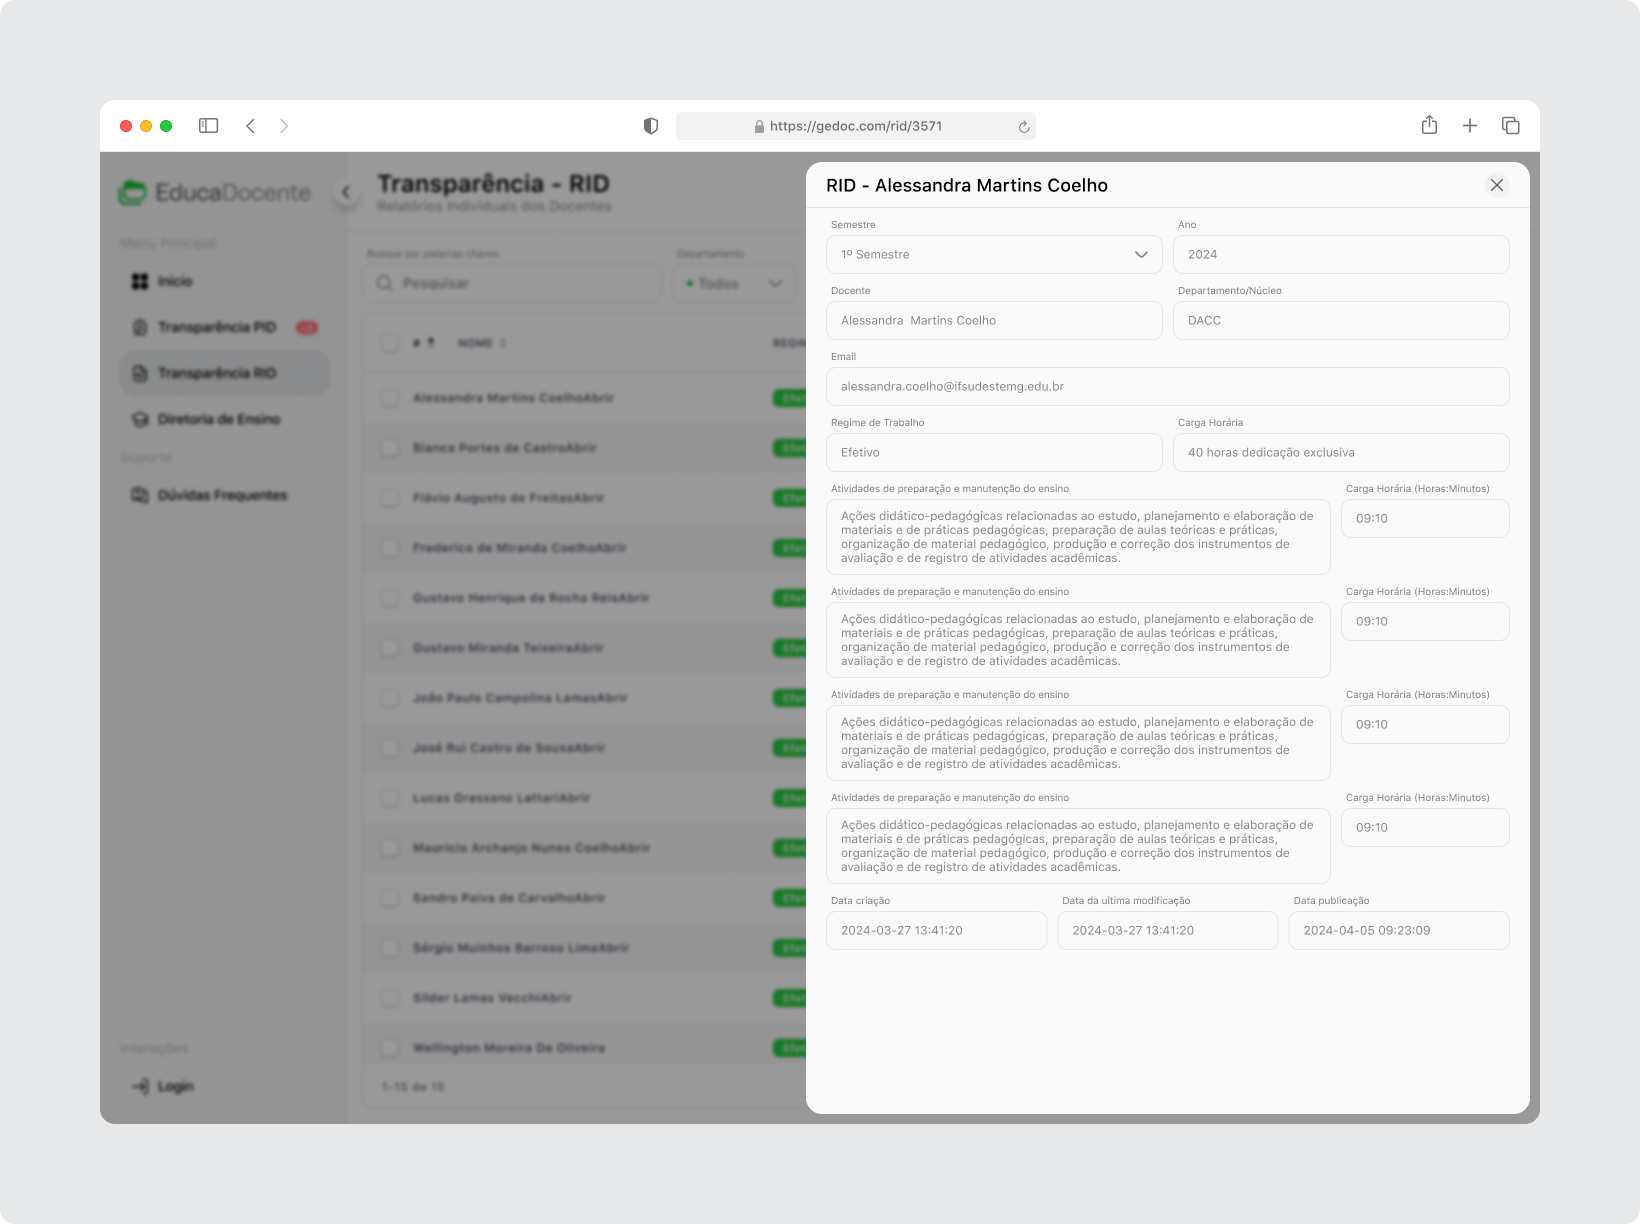 https://gedoc.com/rid/3571
EducaDocente
Menu Principal
Início
Transparência PID
Transparência RID
Diretoria de Ensino
Suporte
Dúvidas Frequentes
Interações
Login
Transparência - RID
Relatórios Individuais dos Docentes
Busque por palavras chaves
Pesquisar
Departamento
Todos
# NOME
Alessandra Martins CoelhoAbrir
Bianca Portes de CastroAbrir
Flávio Augusto de FreitasAbrir
Frederico de Miranda CoelhoAbrir
Gustavo Henrique da Rocha ReisAbrir
Gustavo Miranda TeixeiraAbrir
João Paulo Campolina LamasAbrir
José Rui Castro de SousaAbrir
Lucas Grassano LattariAbrir
Maurício Archanjo Nunes CoelhoAbrir
Sandro Paiva de CarvalhoAbrir
Sérgio Muinhos Barroso LimaAbrir
Silder Lamas VecchiAbrir
Wellington Moreira De Oliveira
1-15 de 15
RID - Alessandra Martins Coelho
Semestre
1º Semestre
Ano
2024
Docente
Alessandra  Martins Coelho
Departamento/Núcleo
DACC
Email
alessandra.coelho@ifsudestemg.edu.br
Regime de Trabalho
Efetivo
Carga Horária
40 horas dedicação exclusiva
Atividades de preparação e manutenção do ensino
Ações didático-pedagógicas relacionadas ao estudo, planejamento e elaboração de
materiais e de práticas pedagógicas, preparação de aulas teóricas e práticas,
organização de material pedagógico, produção e correção dos instrumentos de
avaliação e de registro de atividades acadêmicas.
Carga Horária (Horas:Minutos)
09:10
Atividades de preparação e manutenção do ensino
Ações didático-pedagógicas relacionadas ao estudo, planejamento e elaboração de
materiais e de práticas pedagógicas, preparação de aulas teóricas e práticas,
organização de material pedagógico, produção e correção dos instrumentos de
avaliação e de registro de atividades acadêmicas.
Carga Horária (Horas:Minutos)
09:10
Atividades de preparação e manutenção do ensino
Ações didático-pedagógicas relacionadas ao estudo, planejamento e elaboração de
materiais e de práticas pedagógicas, preparação de aulas teóricas e práticas,
organização de material pedagógico, produção e correção dos instrumentos de
avaliação e de registro de atividades acadêmicas.
Carga Horária (Horas:Minutos)
09:10
Atividades de preparação e manutenção do ensino
Ações didático-pedagógicas relacionadas ao estudo, planejamento e elaboração de
materiais e de práticas pedagógicas, preparação de aulas teóricas e práticas,
organização de material pedagógico, produção e correção dos instrumentos de
avaliação e de registro de atividades acadêmicas.
Carga Horária (Horas:Minutos)
09:10
Data criação
2024-03-27 13:41:20
Data da ultima modificação
2024-03-27 13:41:20
Data publicação
2024-04-05 09:23:09